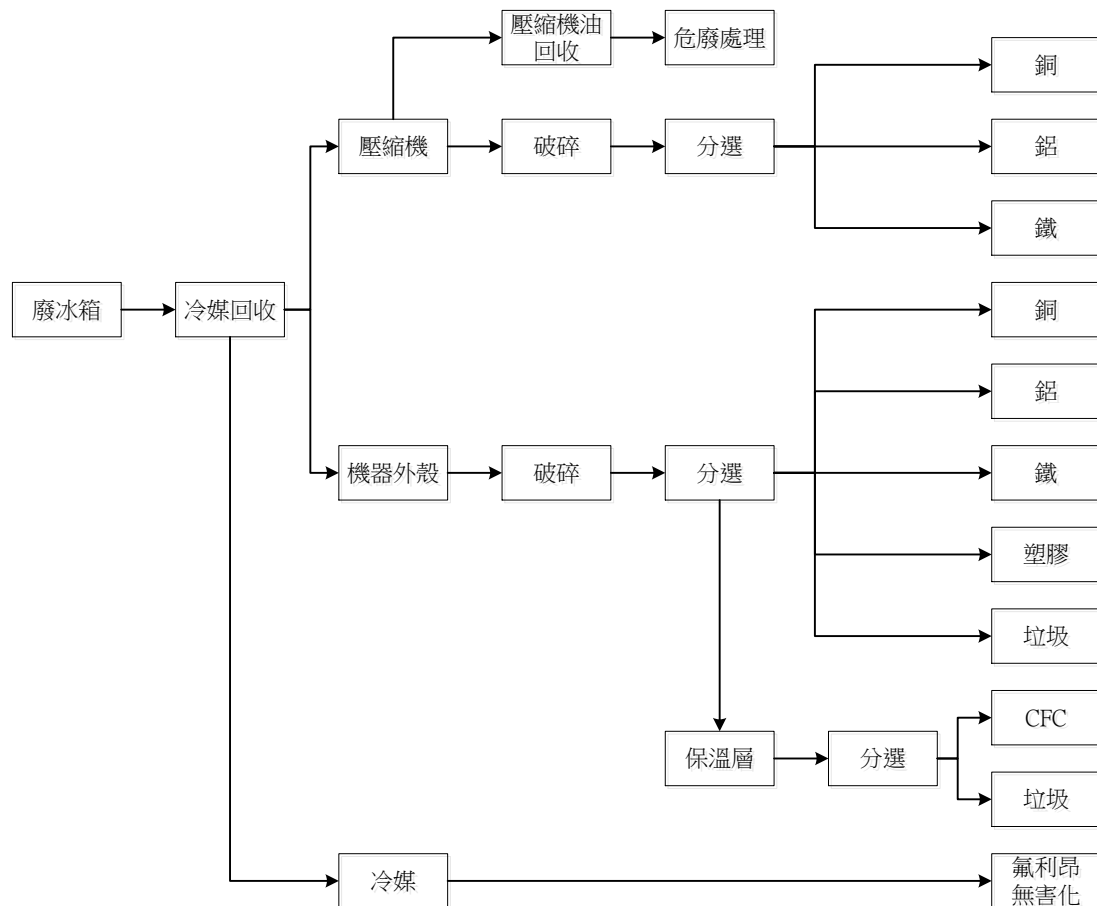 壓縮機油
回收
危廢處理
銅
壓縮機
破碎
分選
鋁
鐵
廢冰箱
冷媒回收
銅
鋁
機器外殼
破碎
分選
鐵
塑膠
垃圾
CFC
保溫層
分選
垃圾
冷媒
氟利昂
無害化